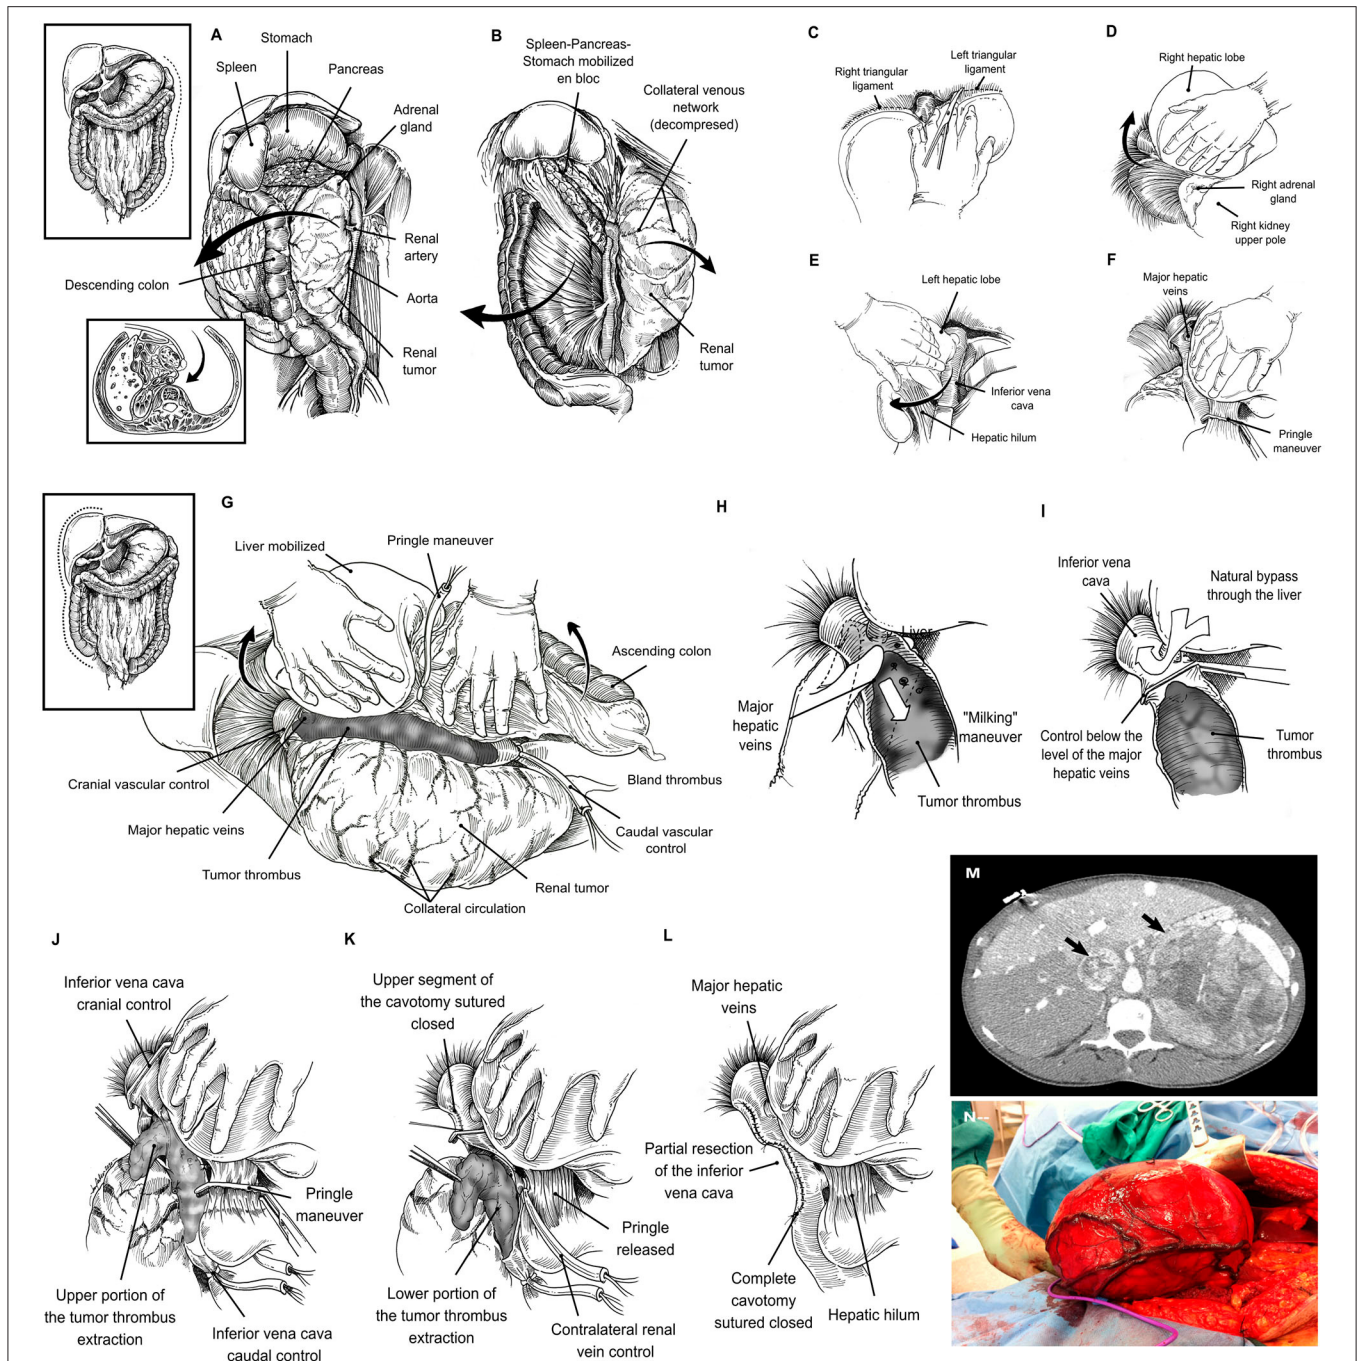 A
Stomach
Spleen
Pancreas
Adrenal
gland
Renal
artery
Descending colon
Aorta
Renal
tumor
B
Spleen-Pancreas-
Stomach mobilized
en bloc
Collateral venous
network
(decompresed)
Renal
tumor
C
Left triangular
ligament
Right triangular
ligament
D
Right hepatic lobe
Right adrenal
gland
Right kidney
upper pole
E
Left hepatic lobe
Inferior vena
cava
Hepatic hilum
F
Major hepatic
veins
Pringle
maneuver
G
Pringle maneuver
Liver mobilized
Ascending colon
Cranial vascular control
Bland thrombus
Major hepatic veins
Caudal vascular
control
Tumor thrombus
Renal tumor
Collateral circulation
H
Liver
Major
hepatic
veins
"Milking"
maneuver
Tumor thrombus
I
Inferior vena
cava
Natural bypass
through the liver
Control below the
level of the major
hepatic veins
Tumor
thrombus
J
Inferior vena cava
cranial control
Pringle
maneuver
Upper portion of
the tumor thrombus
extraction
Inferior vena cava
caudal control
K
Upper segment of
the cavotomy sutured
closed
Pringle
released
Lower portion of
the tumor thrombus
extraction
Contralateral renal
vein control
L
Major hepatic
veins
Partial resection
of the inferior
vena cava
Complete
cavotomy
sutured closed
Hepatic hilum
M
N--